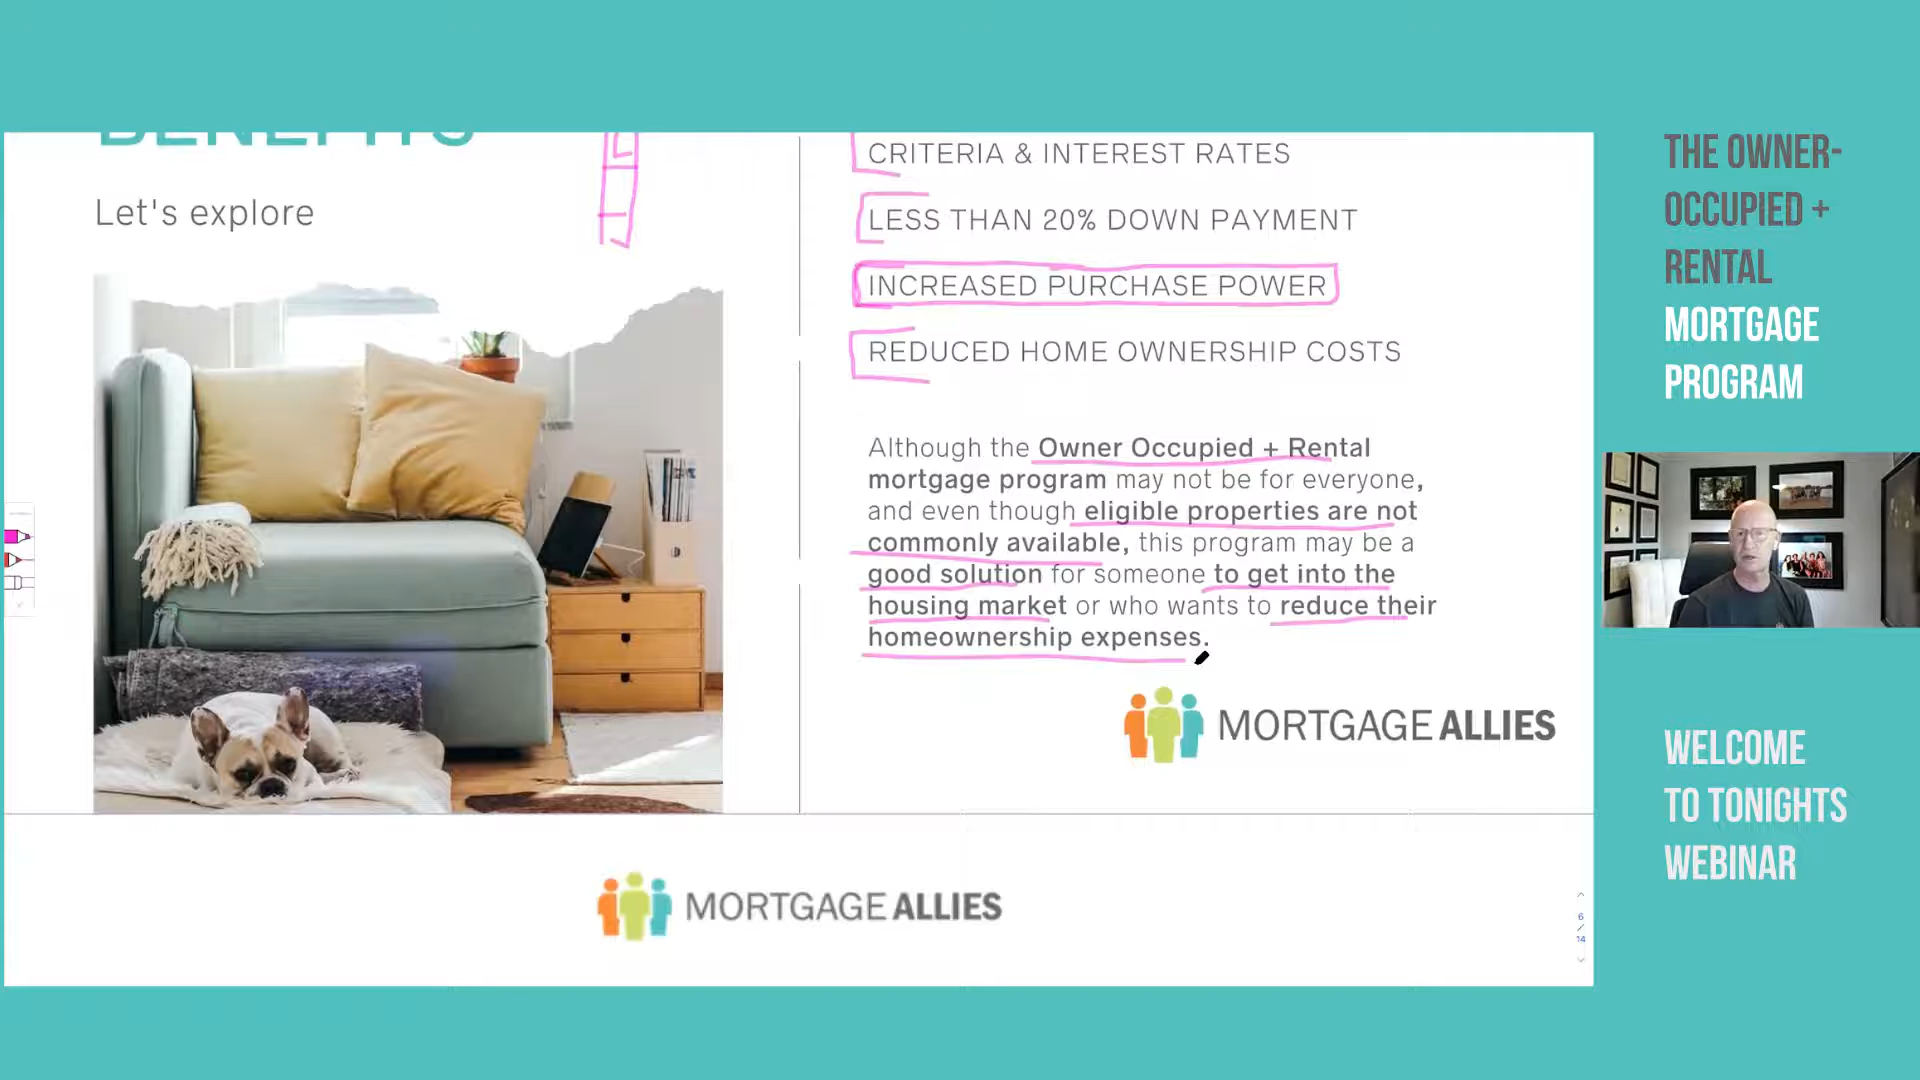 BENEFITS
Let's explore
CRITERIA & INTEREST RATES
LESS THAN 20% DOWN PAYMENT
INCREASED PURCHASE POWER
REDUCED HOME OWNERSHIP COSTS
Although the Owner Occupied + Rental
mortgage program may not be for everyone,
and even though eligible properties are not
commonly available, this program may be a
good solution for someone to get into the
housing market or who wants to reduce their
homeownership expenses.
MORTGAGE ALLIES
MORTGAGE ALLIES
6
/
14
THE OWNER-
OCCUPIED +
RENTAL
MORTGAGE
PROGRAM
WELCOME
TO TONIGHTS
WEBINAR